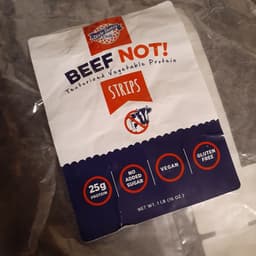 BEEF NOT!
Textured Vegetable Protein
STRIPS
25g
PROTEIN
NO
ADDED
SUGAR
VEGAN
GLUTEN
FREE
NET WT. 1 LB (16 OZ.)